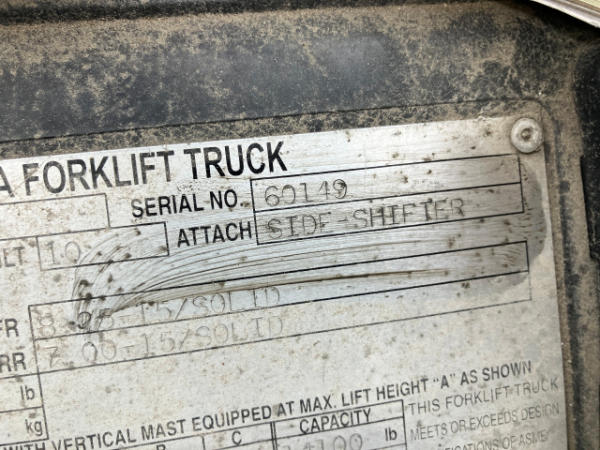 A FORKLIFT TRUCK
SERIAL NO. 60149
LT 10 ATTACH SIDE-SHIFTER
FR 8.25-15/SOLID
RR 7.00-15/SOLID
lb
kg
WITH VERTICAL MAST EQUIPPED AT MAX. LIFT HEIGHT "A" AS SHOWN
B C CAPACITY THIS FORKLIFT TRUCK
lb MEETS OR EXCEEDS DESIGN
OF ASME